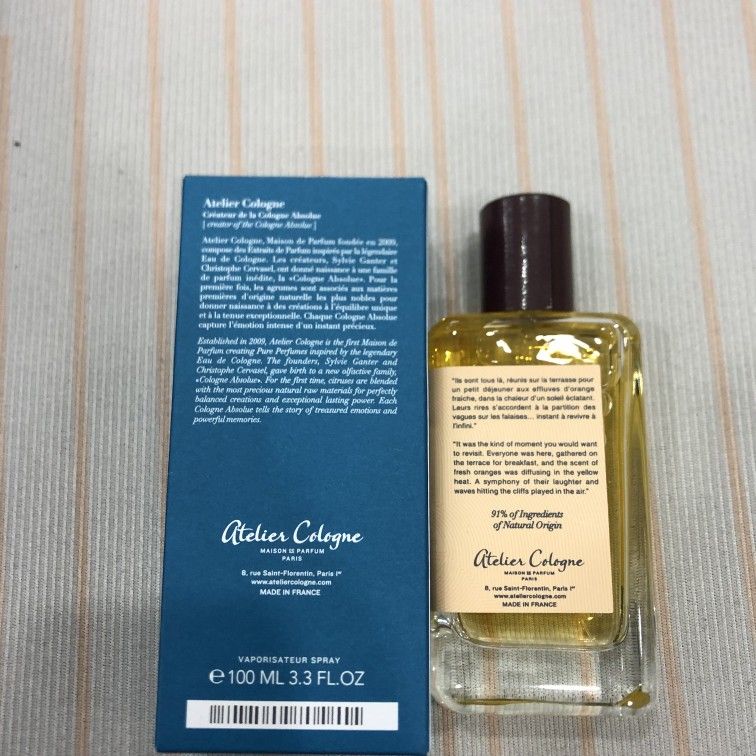 Atelier Cologne
Créateur de la Cologne Absolue
[ creator of the Cologne Absolue ]
Atelier Cologne, Maison de Parfum fondée en 2009,
compose des Extraits de Parfum inspirés par la légendaire
Eau de Cologne. Les créateurs, Sylvie Ganter et
Christophe Cervasel, ont donné naissance à une famille
de parfum inédite, la «Cologne Absolue». Pour la
première fois, les agrumes sont associés aux matières
premières d'origine naturelle les plus nobles pour
donner naissance à des créations à l'équilibre unique
et à la tenue exceptionnelle. Chaque Cologne Absolue
capture l'émotion intense d'un instant précieux.
Established in 2009, Atelier Cologne is the first Maison de
Parfum creating Pure Perfumes inspired by the legendary
Eau de Cologne. The founders, Sylvie Ganter and
Christophe Cervasel, gave birth to a new olfactive family,
«Cologne Absolue». For the first time, citruses are blended
with the most precious natural raw materials for perfectly
balanced creations and exceptional lasting power. Each
Cologne Absolue tells the story of treasured emotions and
powerful memories.
Atelier Cologne
MAISON DE PARFUM
PARIS
8, rue Saint-Florentin, Paris Ier
www.ateliercologne.com
MADE IN FRANCE
VAPORISATEUR SPRAY
e 100 ML 3.3 FL.OZ
"Ils sont tous là, réunis sur la terrasse pour
un petit déjeuner aux effluves d'orange
fraîche, dans la chaleur d'un soleil éclatant.
Leurs rires s'accordent à la partition des
vagues sur les falaises... instant à revivre à
l'infini."
"It was the kind of moment you would want
to revisit. Everyone was here, gathered on
the terrace for breakfast, and the scent of
fresh oranges was diffusing in the yellow
heat. A symphony of their laughter and
waves hitting the cliffs played in the air."
91% of Ingredients
of Natural Origin
Atelier Cologne
MAISON DE PARFUM
PARIS
8, rue Saint-Florentin, Paris Ier
www.ateliercologne.com
MADE IN FRANCE